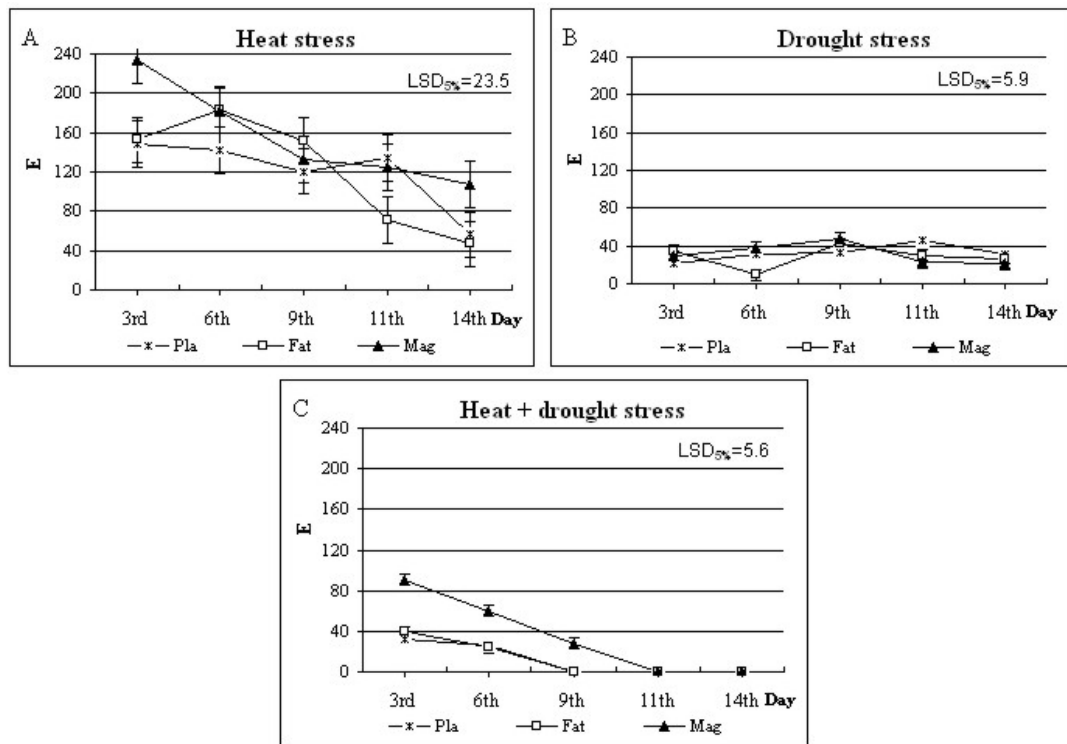 A
Heat stress
LSD5%=23.5
240
200
160
120
80
40
0
E
3rd 6th 9th 11th 14th Day
Pla Fat Mag
B
Drought stress
LSD5%=5.9
240
200
160
120
80
40
0
E
3rd 6th 9th 11th 14th Day
Pla Fat Mag
C
Heat + drought stress
LSD5%=5.6
240
200
160
120
80
40
0
E
3rd 6th 9th 11th 14th Day
Pla Fat Mag